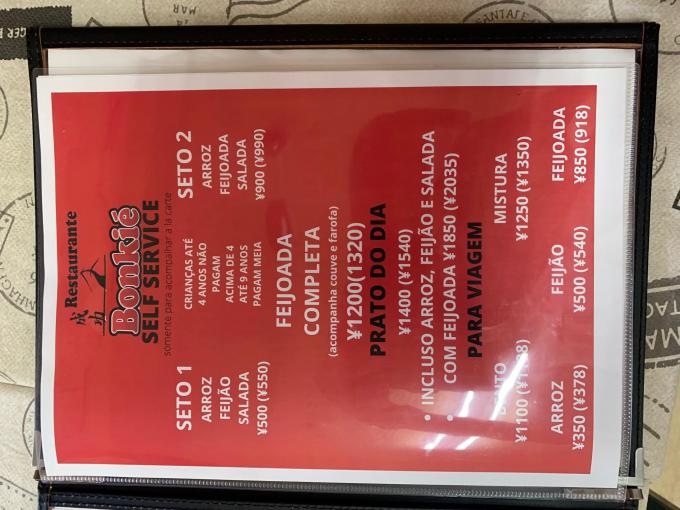 成功
Restaurante
Bonkiê
SELF SERVICE
somente para acompanhar a la carte
SETO 1
ARROZ
FEIJÃO
SALADA
¥500 (¥550)
CRIANÇAS ATÉ
4 ANOS NÃO
PAGAM
ACIMA DE 4
ATÉ 9 ANOS
PAGAM MEIA
SETO 2
ARROZ
FEIJOADA
SALADA
¥900 (¥990)
FEIJOADA
COMPLETA
(acompanha couve e farofa)
¥1200(1320)
PRATO DO DIA
¥1400 (¥1540)
• INCLUSO ARROZ, FEIJÃO E SALADA
• COM FEIJOADA ¥1850 (¥2035)
PARA VIAGEM
¥1100
MISTURA
¥1250 (¥1350)
ARROZ
¥350 (¥378)
FEIJÃO
¥500 (¥540)
FEIJOADA
¥850 (918)